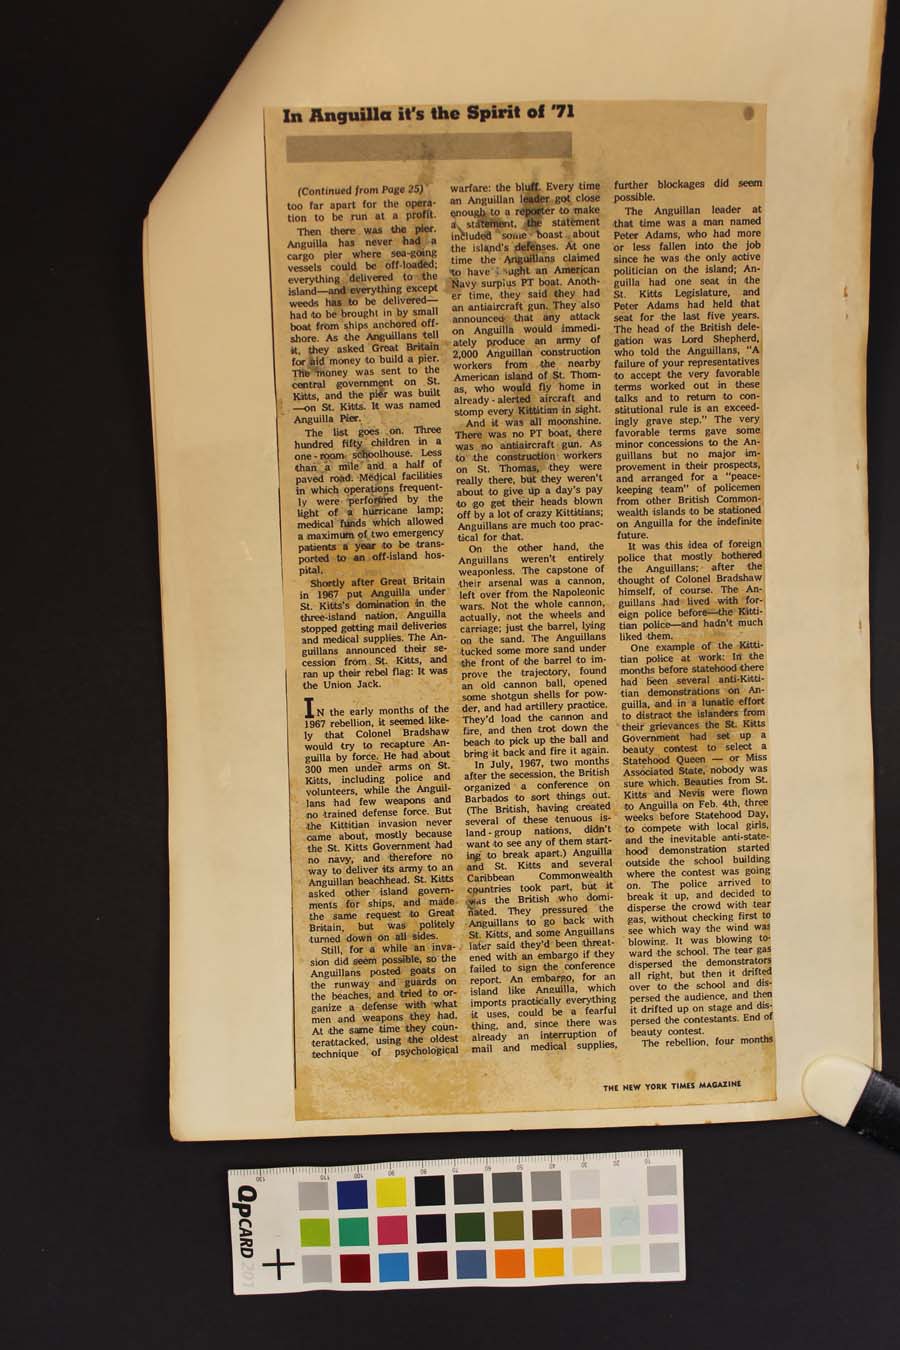 In Anguilla it's the Spirit of '71
(Continued from Page 25)
too far apart for the opera-
tion to be run at a profit.
Then there was the pier.
Anguilla has never had a
cargo pier where sea-going
vessels could be off-loaded;
everything delivered to the
island—and everything except
weeds has to be delivered—
had to be brought in by small
boat from ships anchored off-
shore. As the Anguillans tell
it, they asked Great Britain
for aid money to build a pier.
The money was sent to the
central government on St.
Kitts, and the pier was built
—on St. Kitts. It was named
Anguilla Pier.
The list goes on. Three
hundred fifty children in a
one-room schoolhouse. Less
than a mile and a half of
paved road. Medical facilities
in which operations frequent-
ly were performed by the
light of a hurricane lamp;
medical funds which allowed
a maximum of two emergency
patients a year to be trans-
ported to an off-island hos-
pital.
Shortly after Great Britain
in 1967 put Anguilla under
St. Kitts's domination in the
three-island nation, Anguilla
stopped getting mail deliveries
and medical supplies. The An-
guillans announced their se-
cession from St. Kitts, and
ran up their rebel flag: It was
the Union Jack.
IN the early months of the
1967 rebellion, it seemed like-
ly that Colonel Bradshaw
would try to recapture An-
guilla by force. He had about
300 men under arms on St.
Kitts, including police and
volunteers, while the Anguil-
lans had few weapons and
no trained defense force. But
the Kittitian invasion never
came about, mostly because
the St. Kitts Government had
no navy, and therefore no
way to deliver its army to an
Anguillan beachhead. St. Kitts
asked other island govern-
ments for ships, and made
the same request to Great
Britain, but was politely
turned down on all sides.
Still, for a while an inva-
sion did seem possible, so the
Anguillans posted goats on
the runway and guards on
the beaches, and tried to or-
ganize a defense with what
men and weapons they had.
At the same time they coun-
terattacked, using the oldest
technique of psychological
warfare: the bluff. Every time
an Anguillan leader got close
enough to a reporter to make
a statement, the statement
included some boast about
the island's defenses. At one
time the Anguillans claimed
to have an American
Navy surplus PT boat. Anoth-
er time, they said they had
an antiaircraft gun. They also
announced that any attack
on Anguilla would immedi-
ately produce an army of
2,000 Anguillan construction
workers from the nearby
American island of St. Thom-
as, who would fly home in
already-alerted aircraft and
stomp every Kittitian in sight.
And it was all moonshine.
There was no PT boat, there
was no antiaircraft gun. As
to the construction workers
on St. Thomas, they were
really there, but they weren't
about to give up a day's pay
to go get their heads blown
off by a lot of crazy Kittitians;
Anguillans are much too prac-
tical for that.
On the other hand, the
Anguillans weren't entirely
weaponless. The capstone of
their arsenal was a cannon,
left over from the Napoleonic
wars. Not the whole cannon,
actually, not the wheels and
carriage; just the barrel, lying
on the sand. The Anguillans
tucked some more sand under
the front of the barrel to im-
prove the trajectory, found
an old cannon ball, opened
some shotgun shells for pow-
der, and had artillery practice.
They'd load the cannon and
fire, and then trot down the
beach to pick up the ball and
bring it back and fire it again.
In July, 1967, two months
after the secession, the British
organized a conference on
Barbados to sort things out.
(The British, having created
several of these tenuous is-
land-group nations, didn't
want to see any of them start-
ing to break apart.) Anguilla
and St. Kitts and several
Caribbean Commonwealth
countries took part, but it
was the British who domi-
nated. They pressured the
Anguillans to go back with
St. Kitts, and some Anguillans
later said they'd been threat-
ened with an embargo if they
failed to sign the conference
report. An embargo, for an
island like Anguilla, which
imports practically everything
it uses, could be a fearful
thing, and, since there was
already an interruption of
mail and medical supplies,
further blockages did seem
possible.
The Anguillan leader at
that time was a man named
Peter Adams, who had more
or less fallen into the job
since he was the only active
politician on the island; An-
guilla had one seat in the
St. Kitts Legislature, and
Peter Adams had held that
seat for the last five years.
The head of the British dele-
gation was Lord Shepherd,
who told the Anguillans, "A
failure of your representatives
to accept the very favorable
terms worked out in these
talks and to return to con-
stitutional rule is an exceed-
ingly grave step." The very
favorable terms gave some
minor concessions to the An-
guillans but no major im-
provement in their prospects,
and arranged for a "peace-
keeping team" of policemen
from other British Common-
wealth islands to be stationed
on Anguilla for the indefinite
future.
It was this idea of foreign
police that mostly bothered
the Anguillans; after the
thought of Colonel Bradshaw
himself, of course. The An-
guillans had lived with for-
eign police before—the Kitti-
tian police—and hadn't much
liked them.
One example of the Kitti-
tian police at work: In the
months before statehood there
had been several anti-Kitti-
tian demonstrations on An-
guilla, and in a lunatic effort
to distract the islanders from
their grievances the St. Kitts
Government had set up a
beauty contest to select a
Statehood Queen — or Miss
Associated State, nobody was
sure which. Beauties from St.
Kitts and Nevis were flown
to Anguilla on Feb. 4th, three
weeks before Statehood Day,
to compete with local girls,
and the inevitable anti-state-
hood demonstration started
outside the school building
where the contest was going
on. The police arrived to
break it up, and decided to
disperse the crowd with tear
gas, without checking first to
see which way the wind was
blowing. It was blowing to-
ward the school. The tear gas
dispersed the demonstrators
all right, but then it drifted
over to the school and dis-
persed the audience, and then
it drifted up on stage and dis-
persed the contestants. End of
beauty contest.
The rebellion, four months
THE NEW YORK TIMES MAGAZINE
130 110 100 90 80 70 60 50 40 30 20 10
QPCARD 201